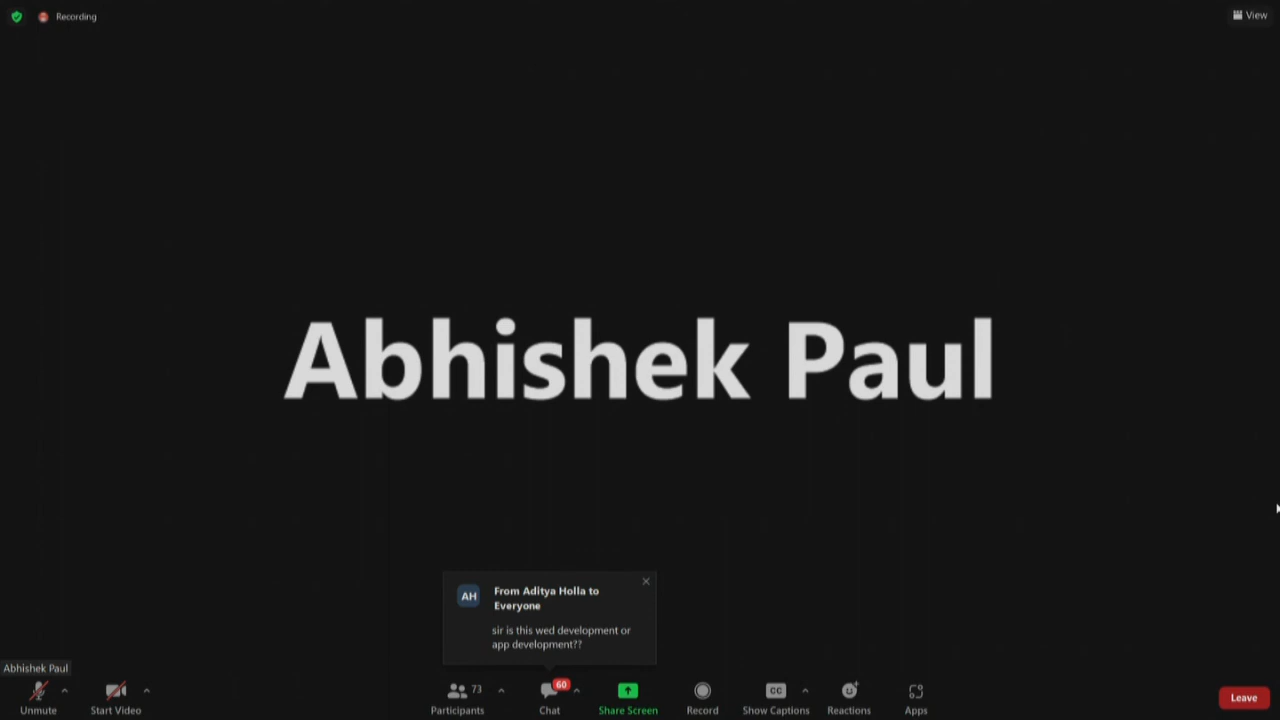 Recording
View
Abhishek Paul
AH
From Aditya Holla to
Everyone
sir is this wed development or
app development??
Abhishek Paul
73
60
CC
Unmute
Start Video
Participants
Chat
Share Screen
Record
Show Captions
Reactions
Apps
Leave